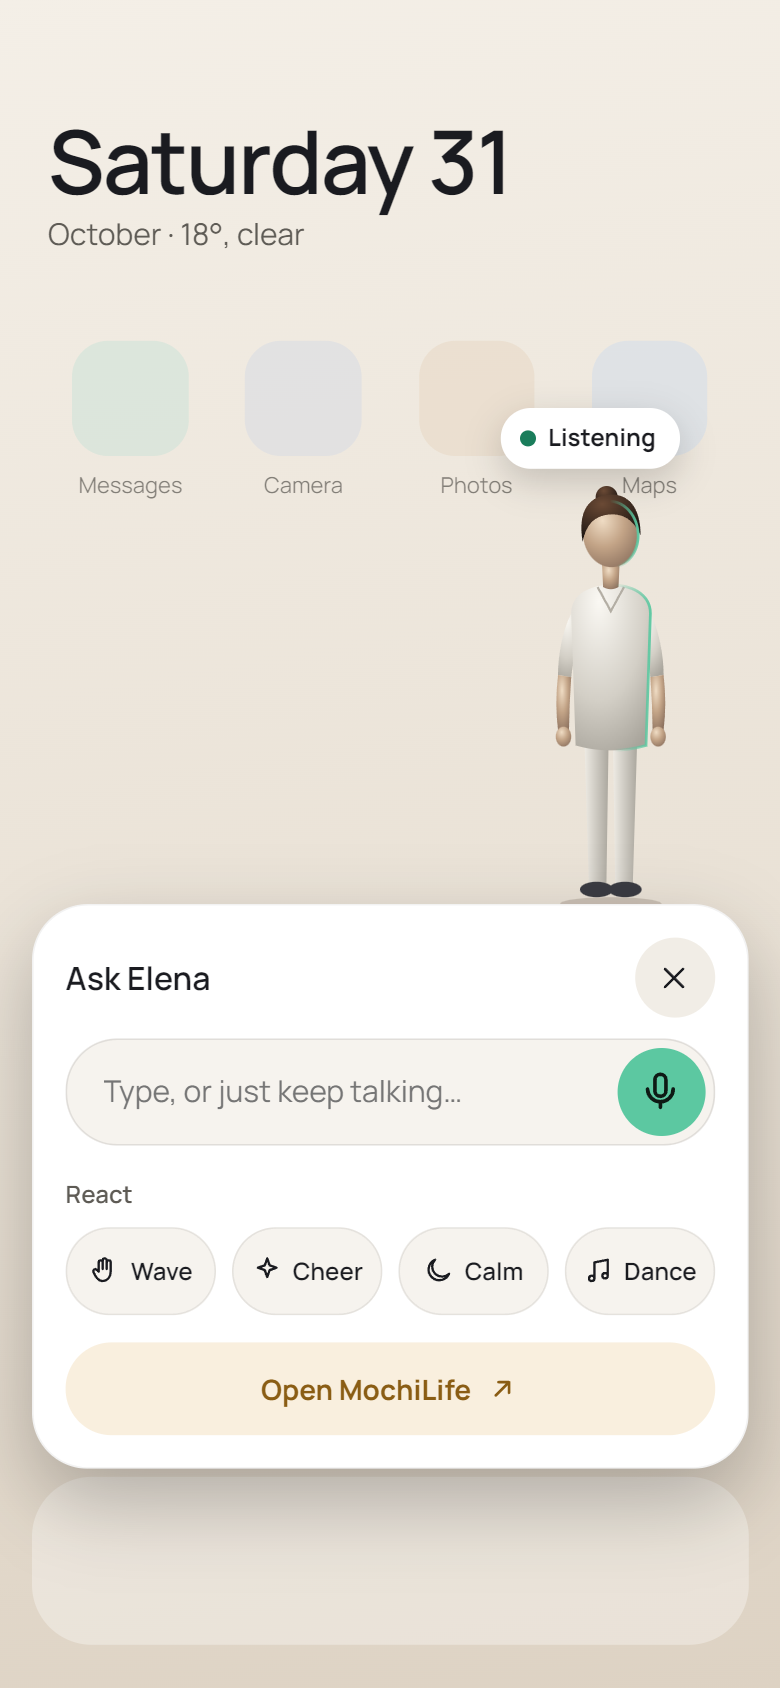 Saturday 31
October · 18°, clear
Messages
Camera
Photos
Maps
Listening
Ask Elena
Type, or just keep talking…
React
Wave
Cheer
Calm
Dance
Open MochiLife